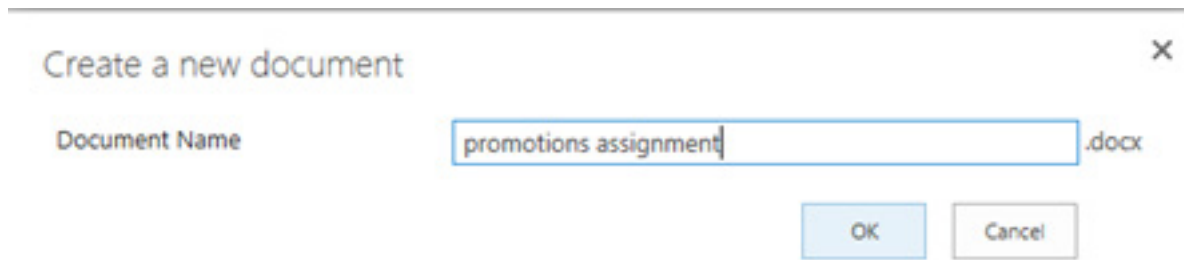 Create a new document
Document Name promotions assignment .docx
OK Cancel